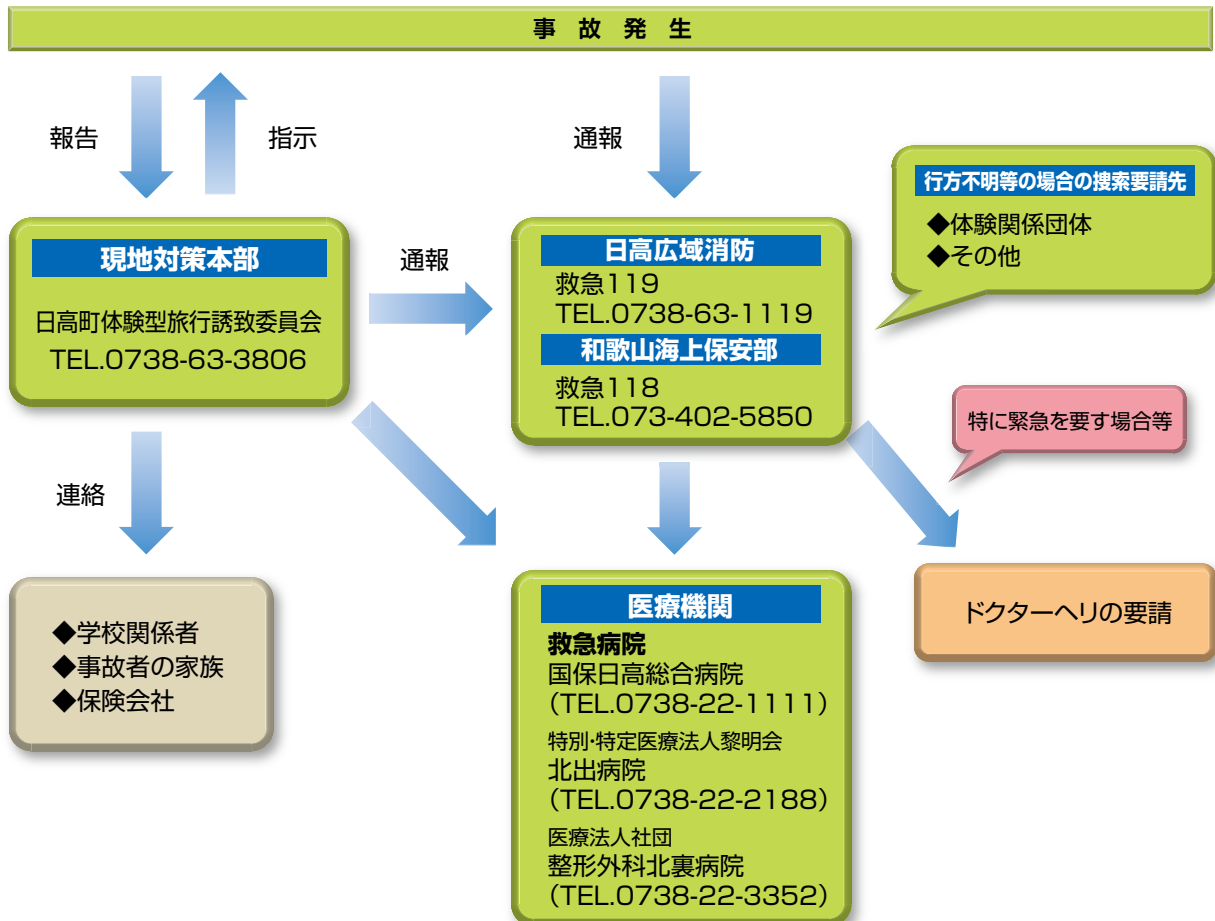 事故発生
報告
指示
通報
行方不明等の場合の捜索要請先
◆体験関係団体
◆その他
現地対策本部
日高町体験型旅行誘致委員会
TEL.0738-63-3806
通報
日高広域消防
救急119
TEL.0738-63-1119
和歌山海上保安部
救急118
TEL.073-402-5850
特に緊急を要す場合等
連絡
◆学校関係者
◆事故者の家族
◆保険会社
医療機関
救急病院
国保日高総合病院
(TEL.0738-22-1111)
特別・特定医療法人黎明会
北出病院
(TEL.0738-22-2188)
医療法人社団
整形外科北裏病院
(TEL.0738-22-3352)
ドクターヘリの要請